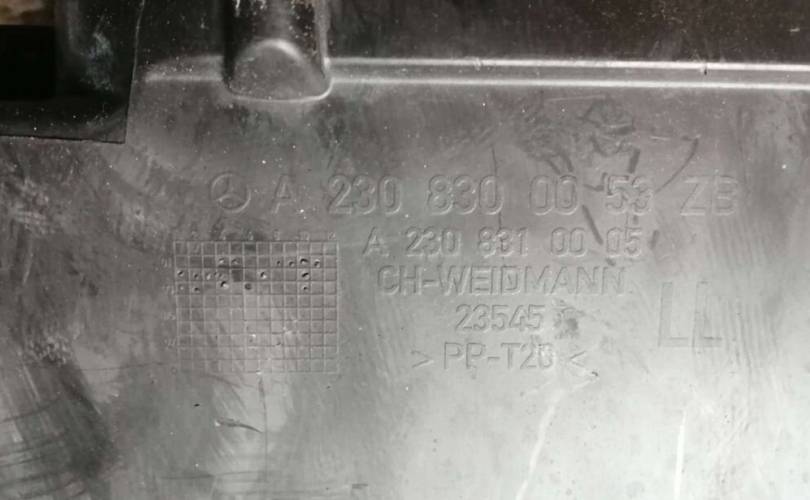 A 230 830 00 53 ZB
A 230 831 00 05
CH-WEIDMANN
23545
LL
> PP-T20 <